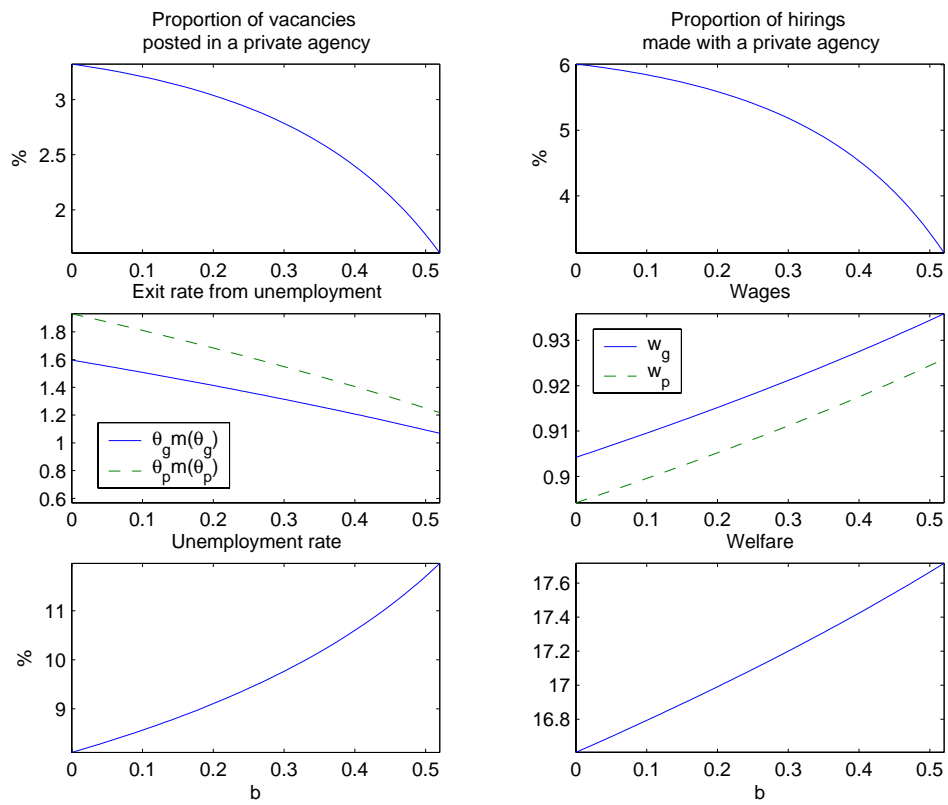 Proportion of vacancies
posted in a private agency
%
3
2.5
2
0 0.1 0.2 0.3 0.4 0.5
Proportion of hirings
made with a private agency
%
6
5
4
0 0.1 0.2 0.3 0.4 0.5
Exit rate from unemployment
1.8
1.6
1.4
1.2
1
0.8
0.6
θ_g m(θ_g)
θ_p m(θ_p)
0 0.1 0.2 0.3 0.4 0.5
Wages
0.93
0.92
0.91
0.9
w_g
w_p
0 0.1 0.2 0.3 0.4 0.5
Unemployment rate
%
11
10
9
0 0.1 0.2 0.3 0.4 0.5
b
Welfare
17.6
17.4
17.2
17
16.8
0 0.1 0.2 0.3 0.4 0.5
b